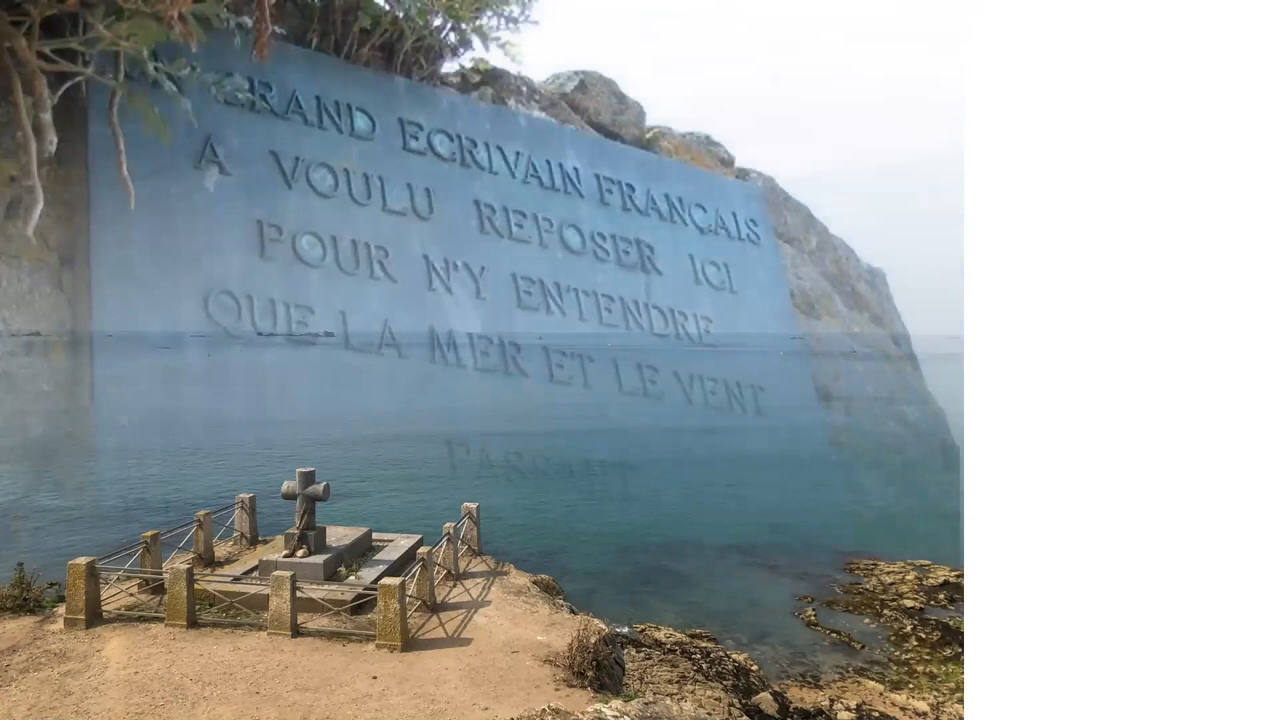 GRAND ECRIVAIN FRANÇAIS
A VOULU REPOSER ICI
POUR N'Y ENTENDRE
QUE LA MER ET LE VENT